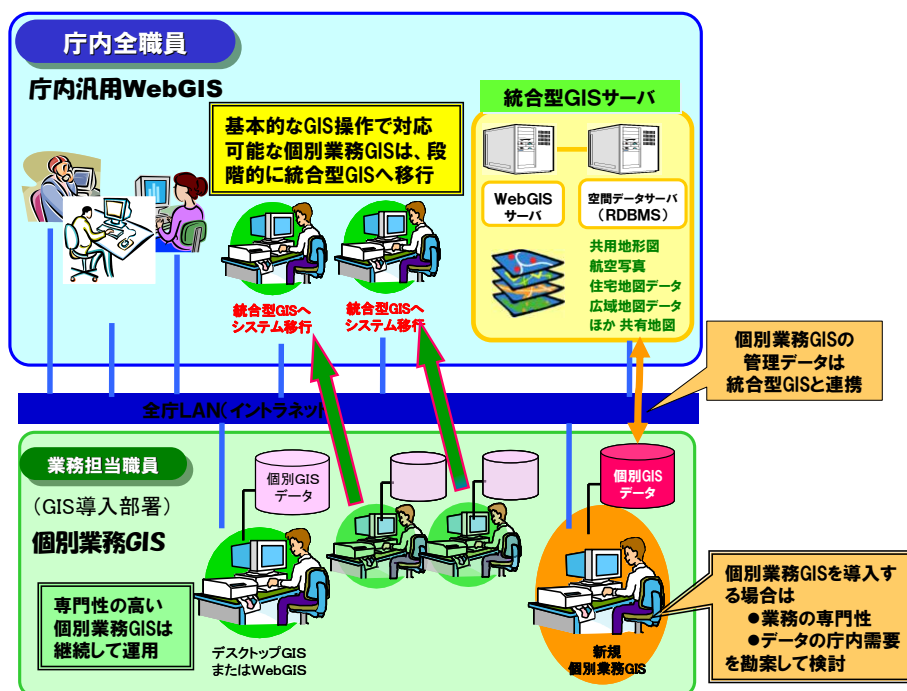 庁内全職員
庁内汎用WebGIS
基本的なGIS操作で対応
可能な個別業務GISは、段
階的に統合型GISへ移行
統合型GISサーバ
WebGIS
サーバ
空間データサーバ
(RDBMS)
共用地形図
航空写真
住宅地図データ
広域地図データ
ほか 共有地図
統合型GISへ
システム移行
統合型GISへ
システム移行
個別業務GISの
管理データは
統合型GISと連携
全庁LAN(イントラネット
業務担当職員
(GIS導入部署)
個別業務GIS
専門性の高い
個別業務GISは
継続して運用
個別GIS
データ
デスクトップGIS
またはWebGIS
個別GIS
データ
新規
個別業務GIS
個別業務GISを導入す
る場合は
●業務の専門性
●データの庁内需要
を勘案して検討